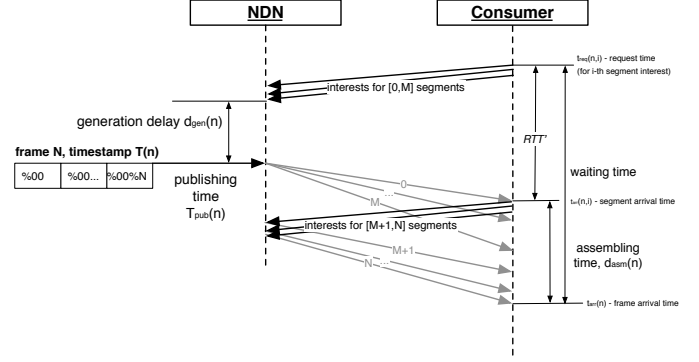 NDN
Consumer
treq(n,i) - request time
(for i-th segment interest)
interests for [0,M] segments
generation delay dgen(n)
RTT'
frame N, timestamp T(n)
%00
%00...
%00%N
publishing
time
Tpub(n)
waiting time
0
...
M
tarr(n,i) - segment arrival time
interests for [M+1,N] segments
M+1
N
...
assembling
time, dasm(n)
tarr(n) - frame arrival time